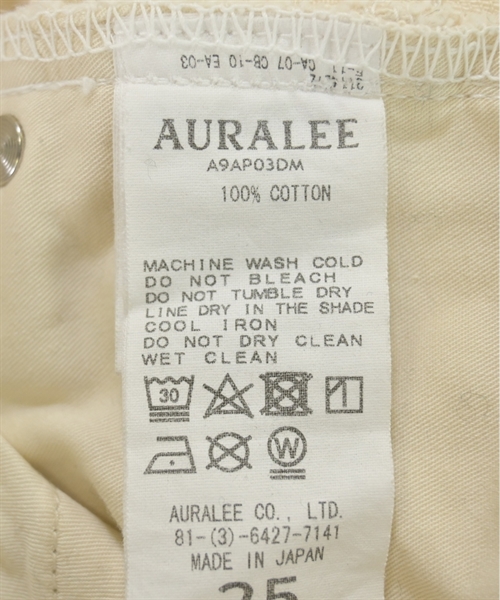 CA-07 CB-10 EA-03
AURALEE
A9AP03DM
100% COTTON
MACHINE WASH COLD
DO NOT BLEACH
DO NOT TUMBLE DRY
LINE DRY IN THE SHADE
COOL IRON
DO NOT DRY CLEAN
WET CLEAN
30
W
AURALEE CO., LTD.
81-(3)-6427-7141
MADE IN JAPAN
25